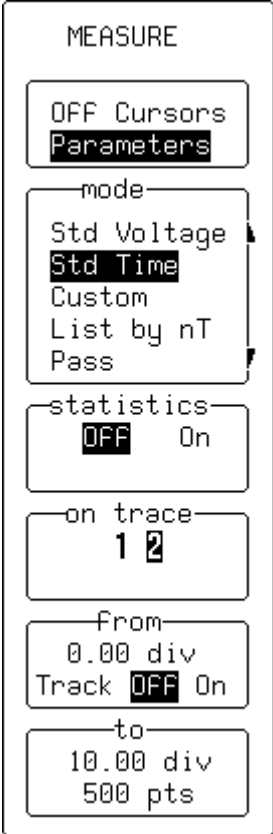 MEASURE
OFF Cursors
Parameters
mode
Std Voltage
Std Time
Custom
List by nT
Pass
statistics
OFF On
on trace
1 2
from
0.00 div
Track OFF On
to
10.00 div
500 pts